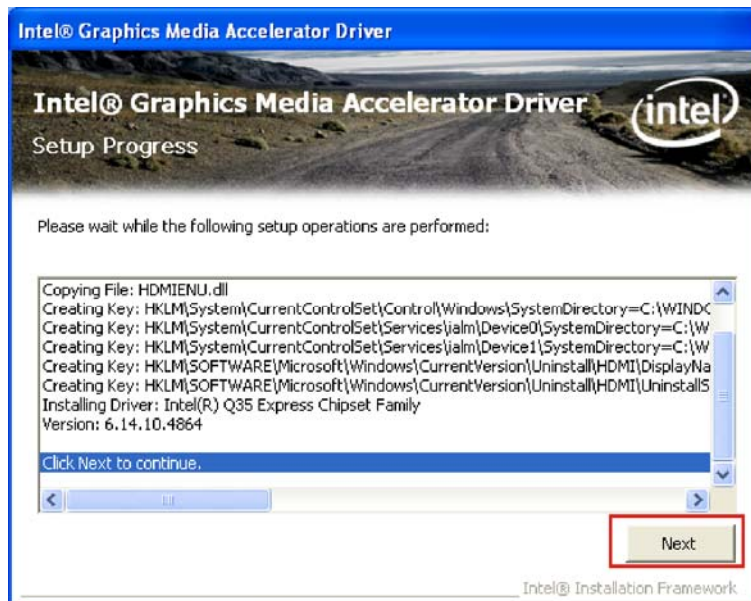 Intel® Graphics Media Accelerator Driver
Intel® Graphics Media Accelerator Driver
intel
Setup Progress
Please wait while the following setup operations are performed:
Copying File: HDMIENU.dll
Creating Key: HKLM\System\CurrentControlSet\Control\Windows\SystemDirectory=C:\WINDO
Creating Key: HKLM\System\CurrentControlSet\Services\ialm\Device0\SystemDirectory=C:\W
Creating Key: HKLM\System\CurrentControlSet\Services\ialm\Device1\SystemDirectory=C:\W
Creating Key: HKLM\SOFTWARE\Microsoft\Windows\CurrentVersion\Uninstall\HDMI\DisplayNa
Creating Key: HKLM\SOFTWARE\Microsoft\Windows\CurrentVersion\Uninstall\HDMI\UninstallS
Installing Driver: Intel(R) Q35 Express Chipset Family
Version: 6.14.10.4864
Click Next to continue.
Next
Intel® Installation Framework